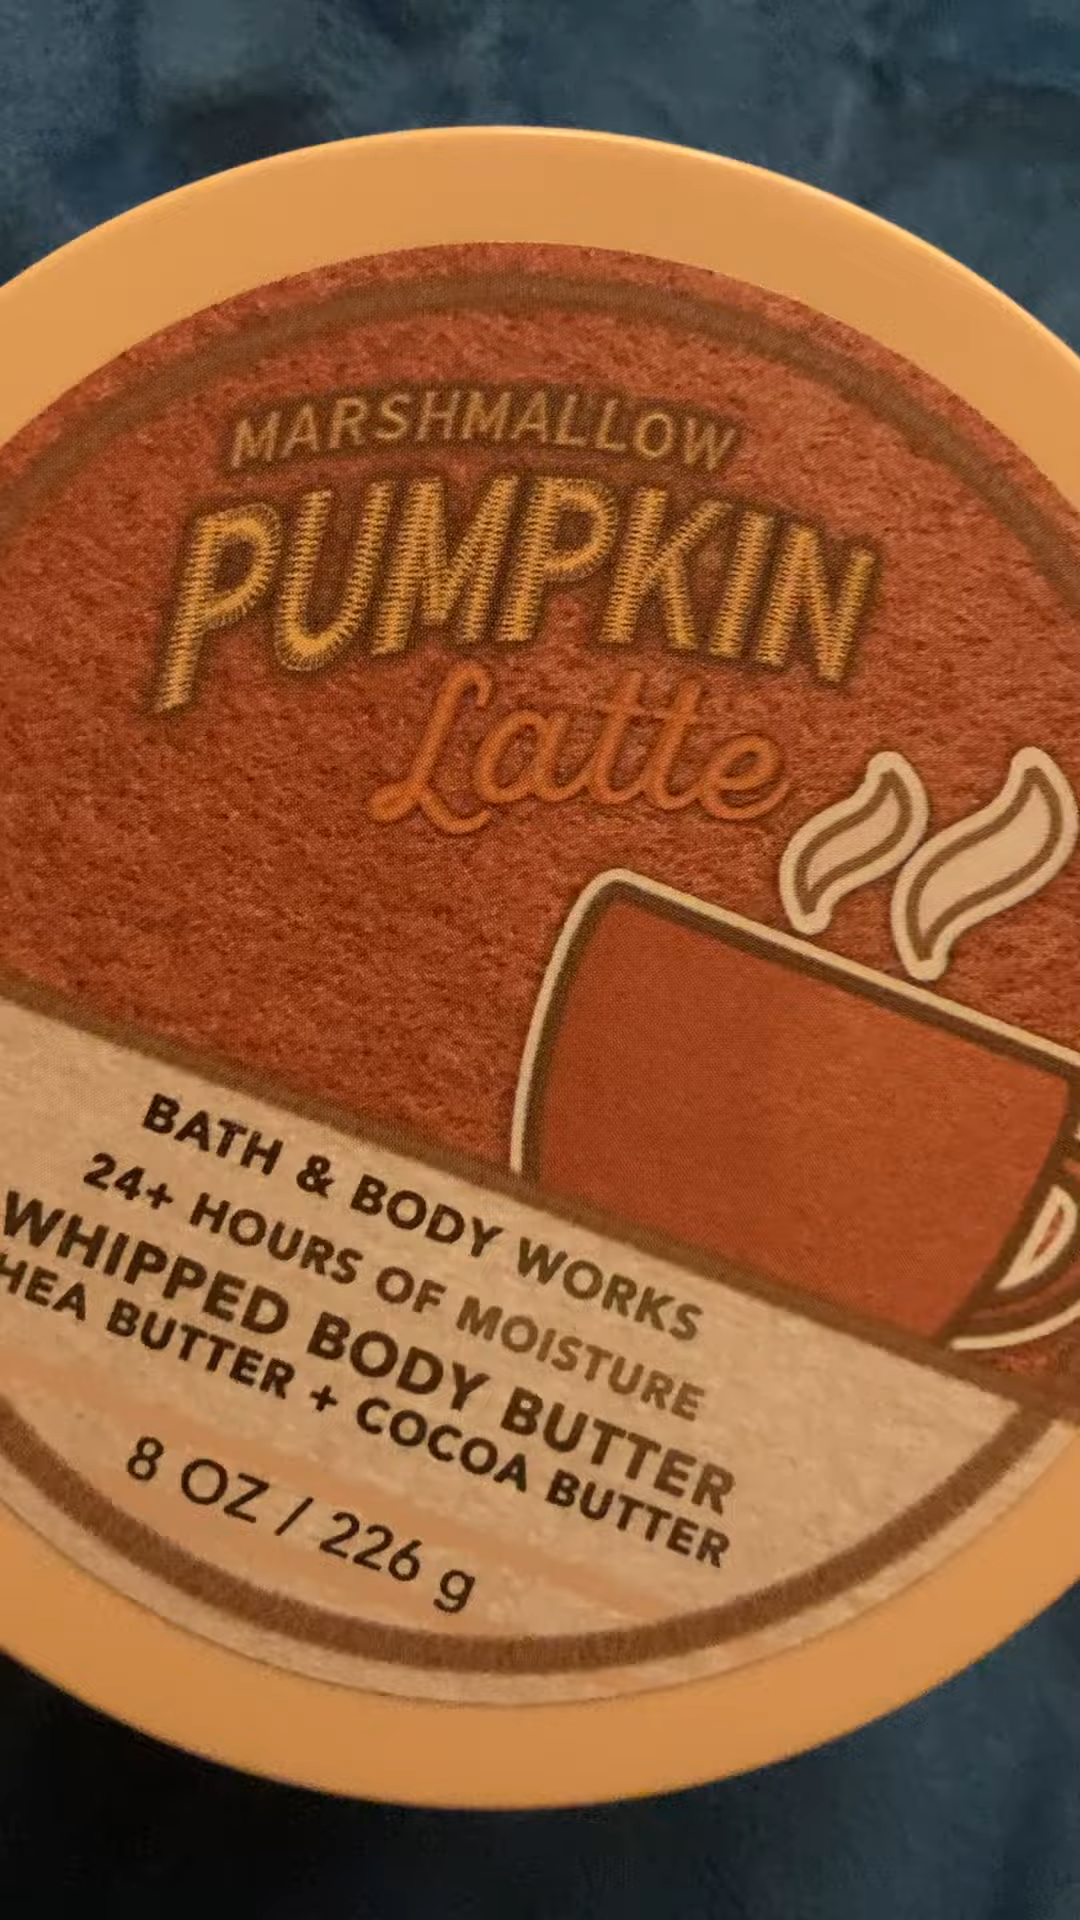 MARSHMALLOW
PUMPKIN
Latte
BATH & BODY WORKS
24+ HOURS OF MOISTURE
WHIPPED BODY BUTTER
HEA BUTTER + COCOA BUTTER
8 OZ / 226 g